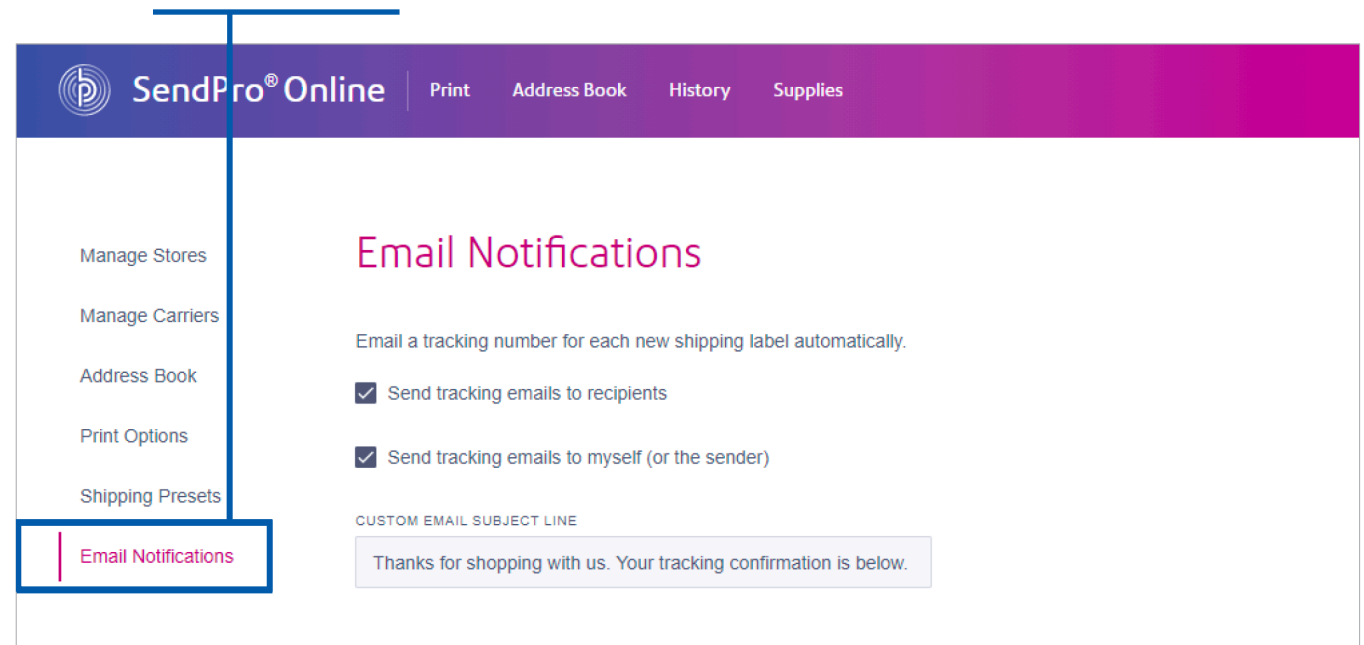 SendPro® Online Print Address Book History Supplies
Manage Stores
Manage Carriers
Address Book
Print Options
Shipping Presets
Email Notifications
Email Notifications
Email a tracking number for each new shipping label automatically.
Send tracking emails to recipients
Send tracking emails to myself (or the sender)
CUSTOM EMAIL SUBJECT LINE
Thanks for shopping with us. Your tracking confirmation is below.